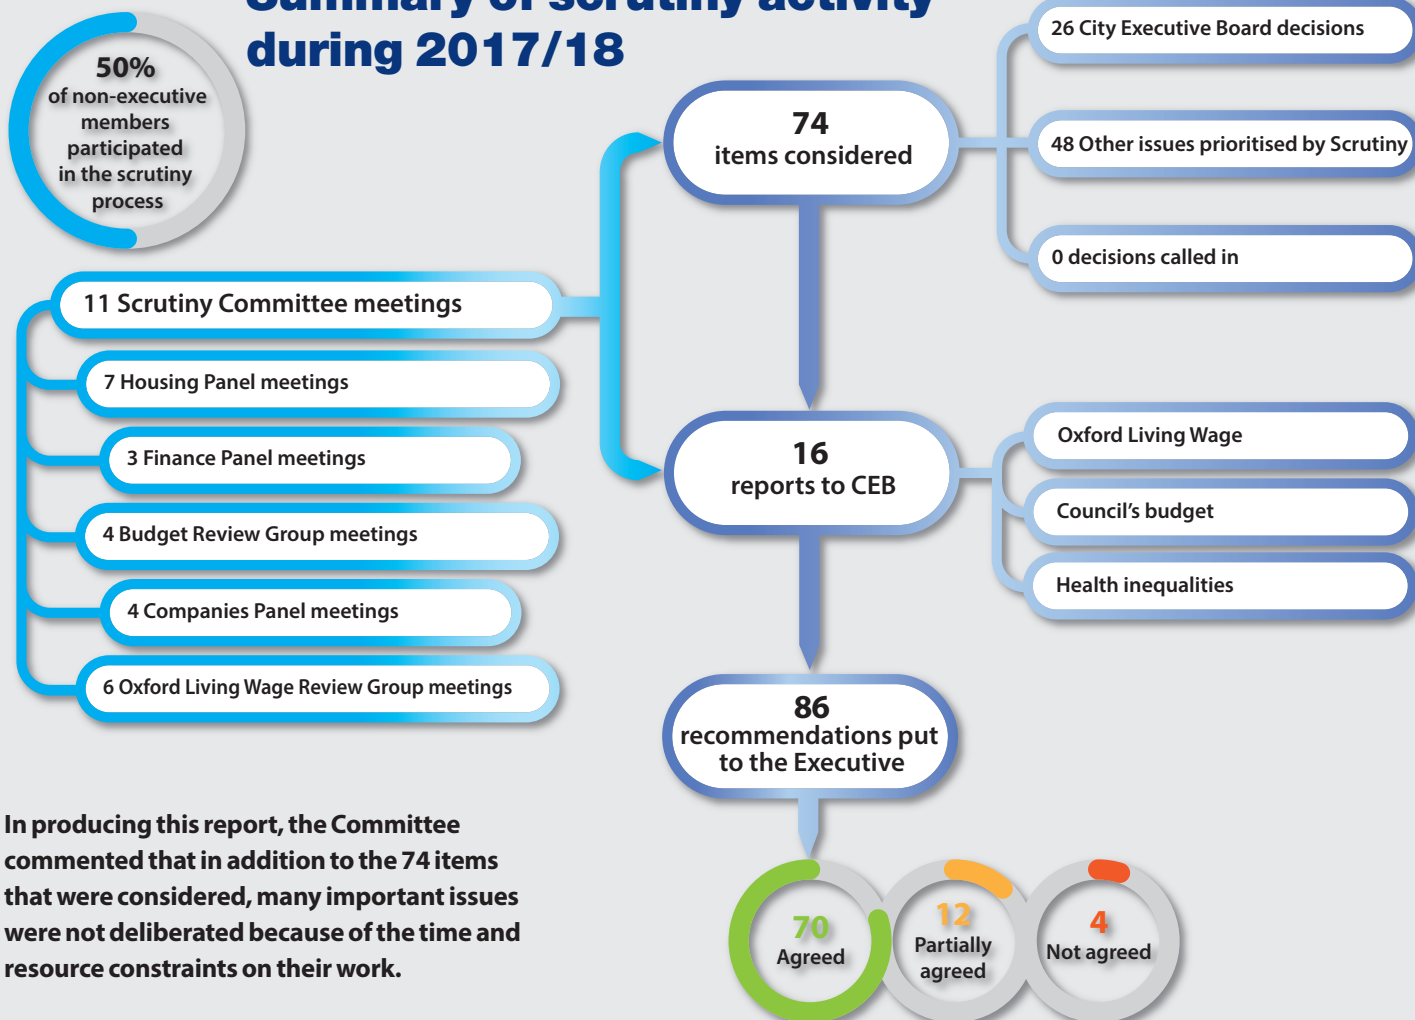 Summary of scrutiny activity
during 2017/18
50%
of non-executive
members
participated
in the scrutiny
process
11 Scrutiny Committee meetings
7 Housing Panel meetings
3 Finance Panel meetings
4 Budget Review Group meetings
4 Companies Panel meetings
6 Oxford Living Wage Review Group meetings
74
items considered
26 City Executive Board decisions
48 Other issues prioritised by Scrutiny
0 decisions called in
16
reports to CEB
Oxford Living Wage
Council’s budget
Health inequalities
86
recommendations put
to the Executive
70
Agreed
12
Partially
agreed
4
Not agreed
In producing this report, the Committee
commented that in addition to the 74 items
that were considered, many important issues
were not deliberated because of the time and
resource constraints on their work.